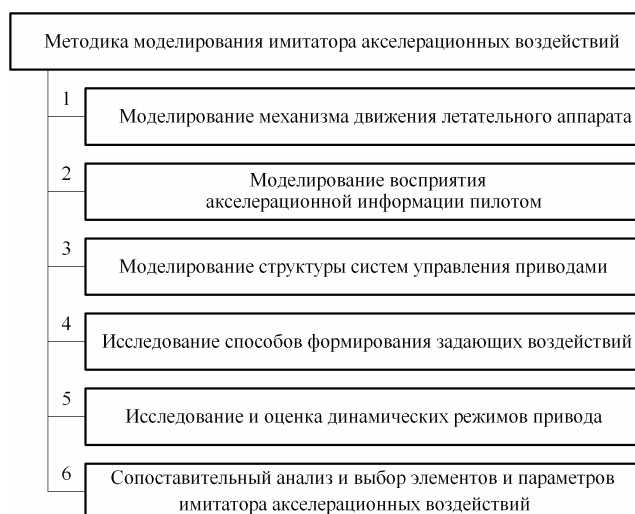 Методика моделирования имитатора акселерационных воздействий
1
Моделирование механизма движения летательного аппарата
2
Моделирование восприятия
акселерационной информации пилотом
3
Моделирование структуры систем управления приводами
4
Исследование способов формирования задающих воздействий
5
Исследование и оценка динамических режимов привода
6
Сопоставительный анализ и выбор элементов и параметров
имитатора акселерационных воздействий